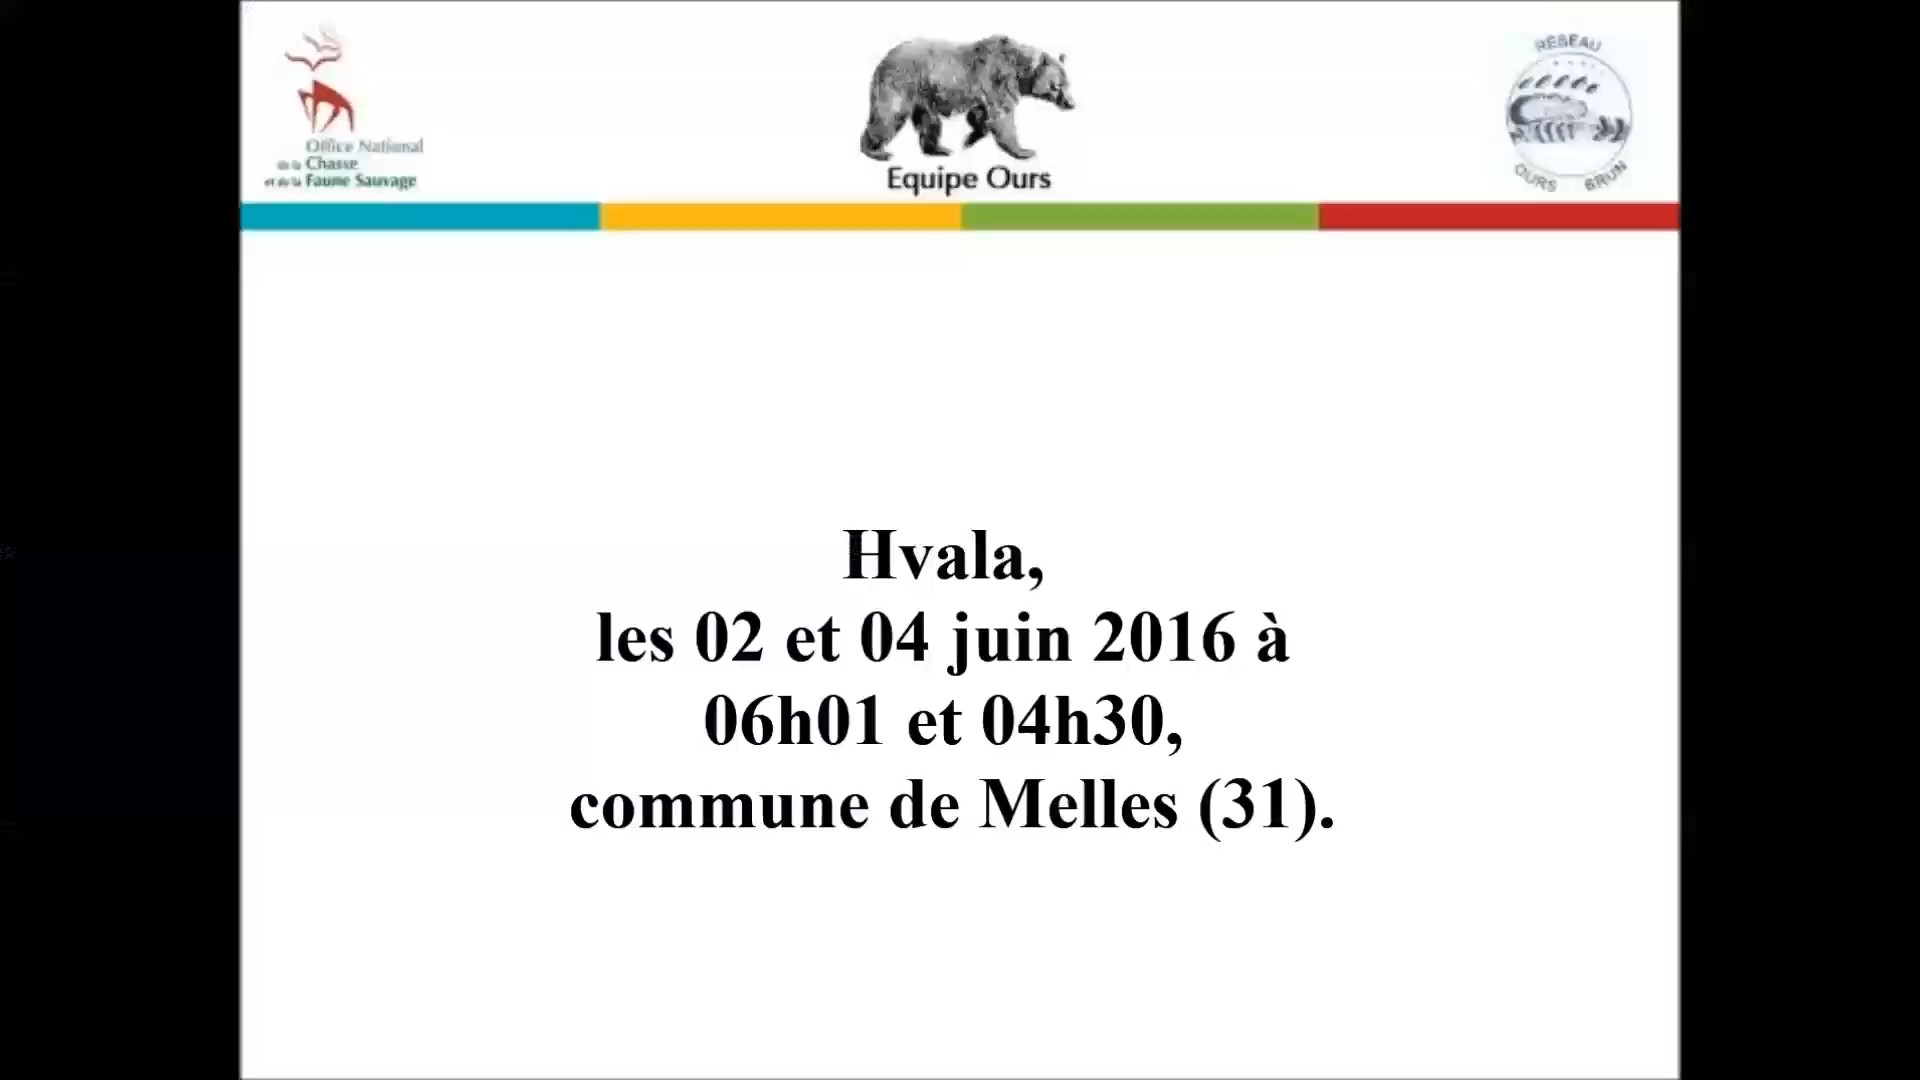 Office National
de la Chasse
et de la Faune Sauvage
Equipe Ours
RESEAU
OURS BRUN
Hvala,
les 02 et 04 juin 2016 à
06h01 et 04h30,
commune de Melles (31).